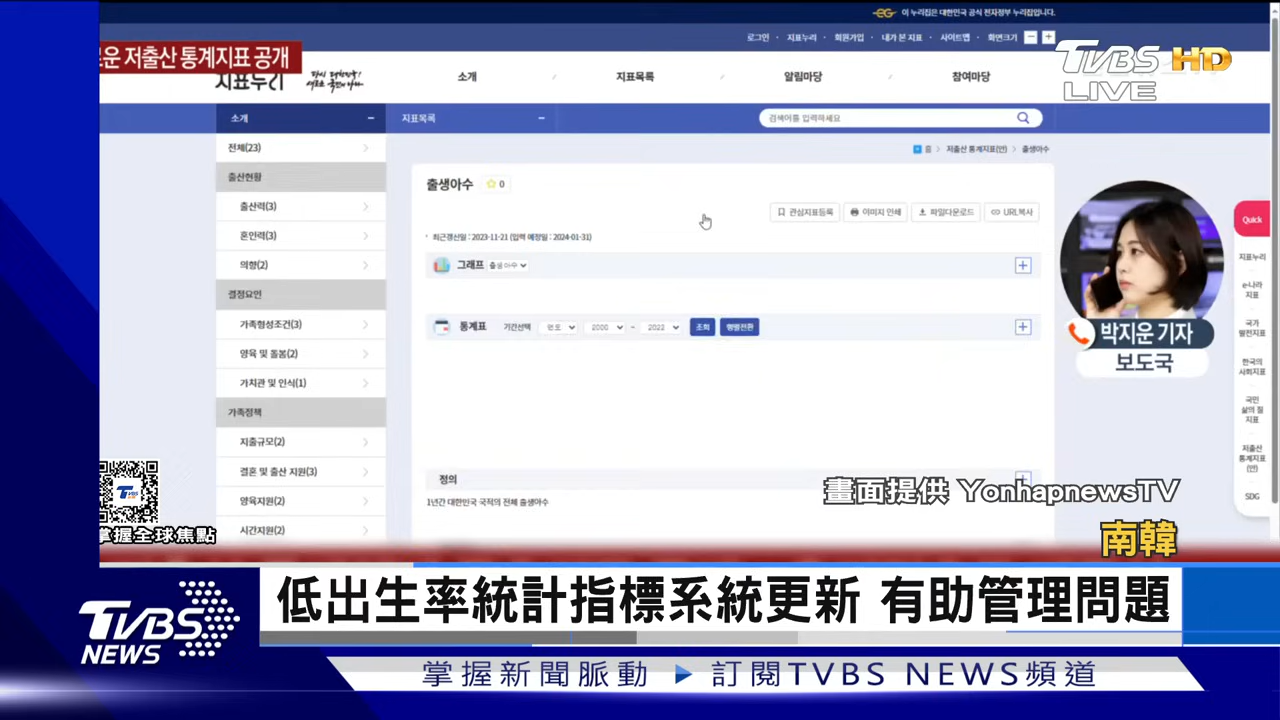 이 누리집은 대한민국 공식 전자정부 누리집입니다.
로그인 · 지표누리 · 회원가입 · 내가 본 지표 · 사이트맵 · 화면크기
운 저출산 통계지표 공개
지표누리
소개 / 지표목록 / 알림마당 / 참여마당
TVBS HD
LIVE
소개
지표목록
검색어를 입력하세요
홈 > 저출산 통계지표(안) > 출생아수
전체(23)
출산현황
출산력(3)
혼인력(3)
의향(2)
결정요인
가족형성조건(3)
양육 및 돌봄(2)
가치관 및 인식(1)
가족정책
지출규모(2)
결혼 및 출산 지원(3)
양육지원(2)
시간지원(2)
출생아수 0
관심지표등록 이미지 인쇄 파일다운로드 URL복사
· 최근갱신일 : 2023-11-21 (입력 예정일 : 2024-01-31)
그래프 출생아수
통계표 기간선택 연도 2000 ~ 2022 조회 행렬전환
정의
1년간 대한민국 국적의 전체 출생아수
박지운 기자
보도국
Quick
지표누리
e-나라
지표
국가
발전지표
한국의
사회지표
국민
삶의 질
지표
저출산
통계지표
(안)
SDG
TVBS
掌握全球焦點
畫面提供 YonhapnewsTV
南韓
低出生率統計指標系統更新 有助管理問題
TVBS
NEWS
掌握新聞脈動 ▶ 訂閱TVBS NEWS頻道